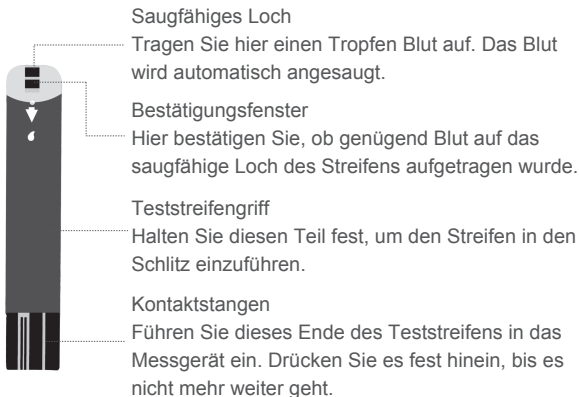 Saugfähiges Loch
Tragen Sie hier einen Tropfen Blut auf. Das Blut
wird automatisch angesaugt.
Bestätigungsfenster
Hier bestätigen Sie, ob genügend Blut auf das
saugfähige Loch des Streifens aufgetragen wurde.
Teststreifengriff
Halten Sie diesen Teil fest, um den Streifen in den
Schlitz einzuführen.
Kontaktstangen
Führen Sie dieses Ende des Teststreifens in das
Messgerät ein. Drücken Sie es fest hinein, bis es
nicht mehr weiter geht.